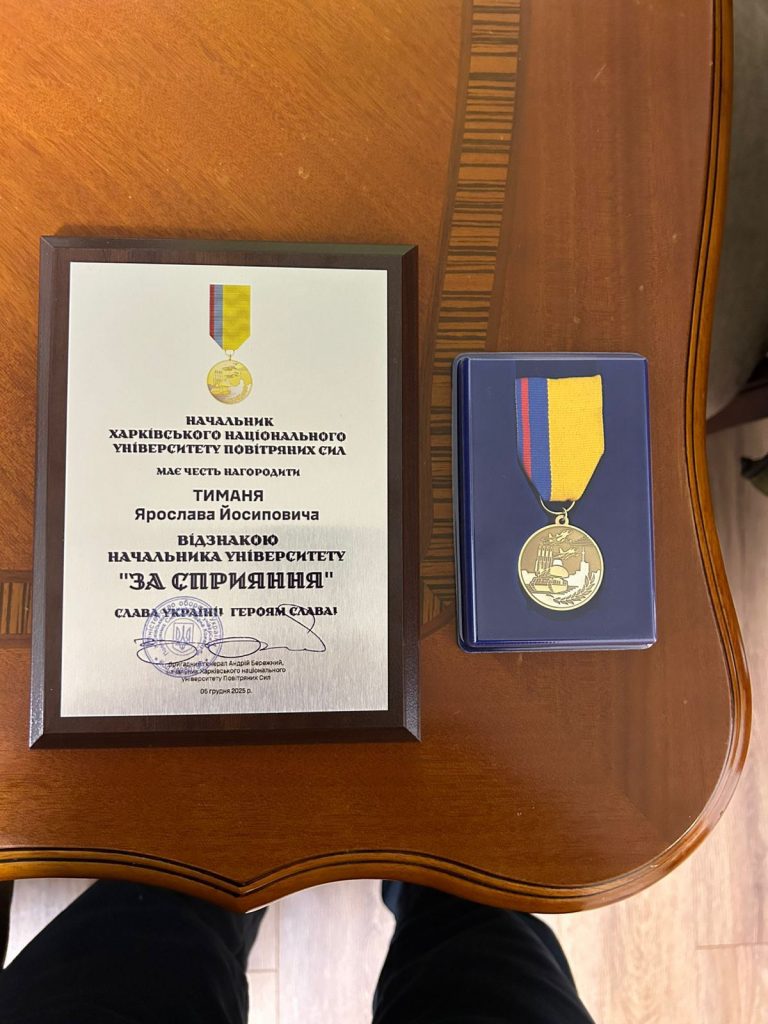 НАЧАЛЬНИК
ХАРКІВСЬКОГО НАЦІОНАЛЬНОГО
УНІВЕРСИТЕТУ ПОВІТРЯНИХ СИЛ
МАЄ ЧЕСТЬ НАГОРОДИТИ
ТИМАНЯ
Ярослава Йосиповича
ВІДЗНАКОЮ
НАЧАЛЬНИКА УНІВЕРСИТЕТУ
"ЗА СПРИЯННЯ"
СЛАВА УКРАЇНІ! ГЕРОЯМ СЛАВА!
Бригадний генерал Андрій Бережний,
начальник Харківського національного
університету Повітряних Сил
05 грудня 2025 р.